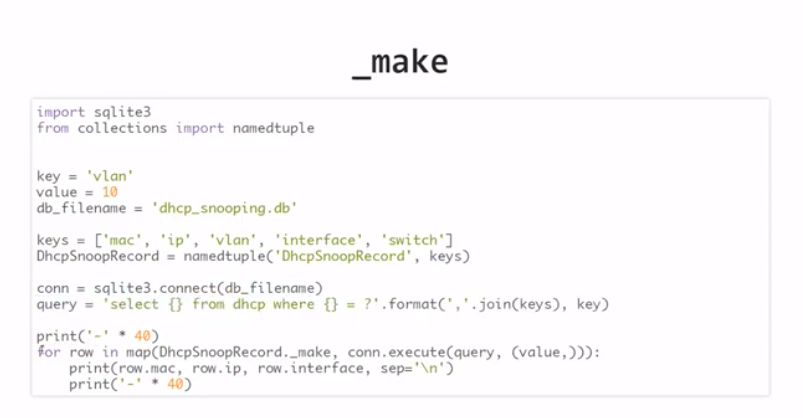 _make
import sqlite3
from collections import namedtuple
key = 'vlan'
value = 10
db_filename = 'dhcp_snooping.db'
keys = ['mac', 'ip', 'vlan', 'interface', 'switch']
DhcpSnoopRecord = namedtuple('DhcpSnoopRecord', keys)
conn = sqlite3.connect(db_filename)
query = 'select {} from dhcp where {} = ?'.format(','.join(keys), key)
print('-' * 40)
for row in map(DhcpSnoopRecord._make, conn.execute(query, (value,))):
    print(row.mac, row.ip, row.interface, sep='\n')
    print('-' * 40)